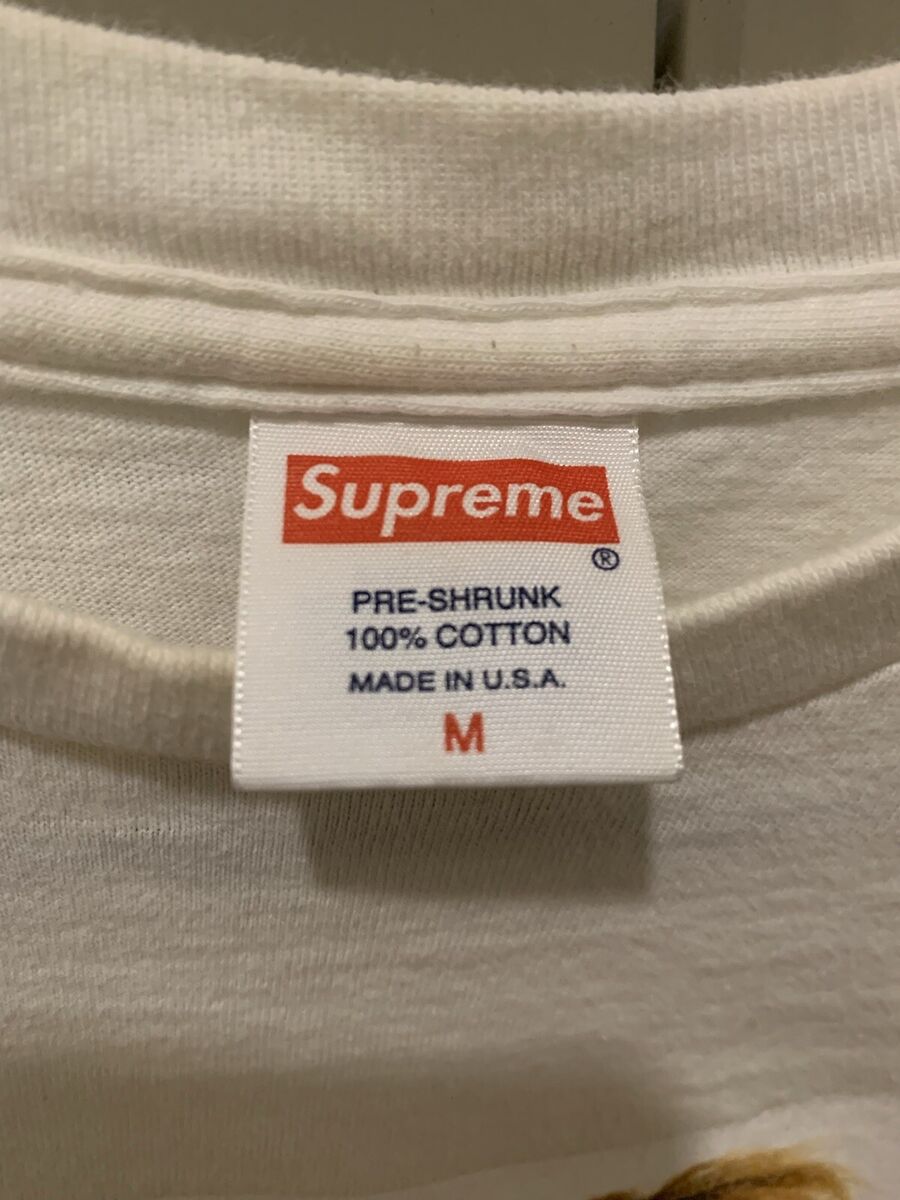 Supreme
®
PRE-SHRUNK
100% COTTON
MADE IN U.S.A.
M